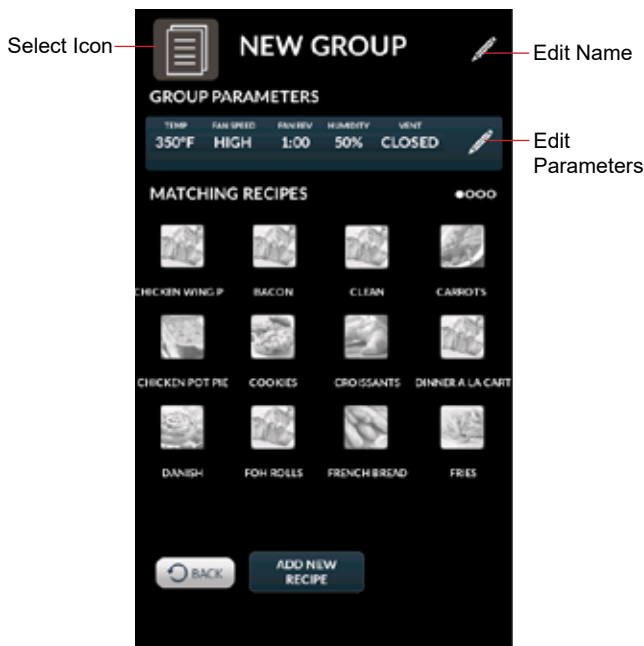 Select Icon
NEW GROUP
Edit Name
GROUP PARAMETERS
TEMP FAN SPEED FAN REV HUMIDITY VENT
350°F HIGH 1:00 50% CLOSED
Edit
Parameters
MATCHING RECIPES
CHICKEN WING P BACON CLEAN CARROTS
CHICKEN POT PIE COOKIES CROISSANTS DINNER A LA CART
DANISH FOH ROLLS FRENCH BREAD FRIES
BACK
ADD NEW
RECIPE